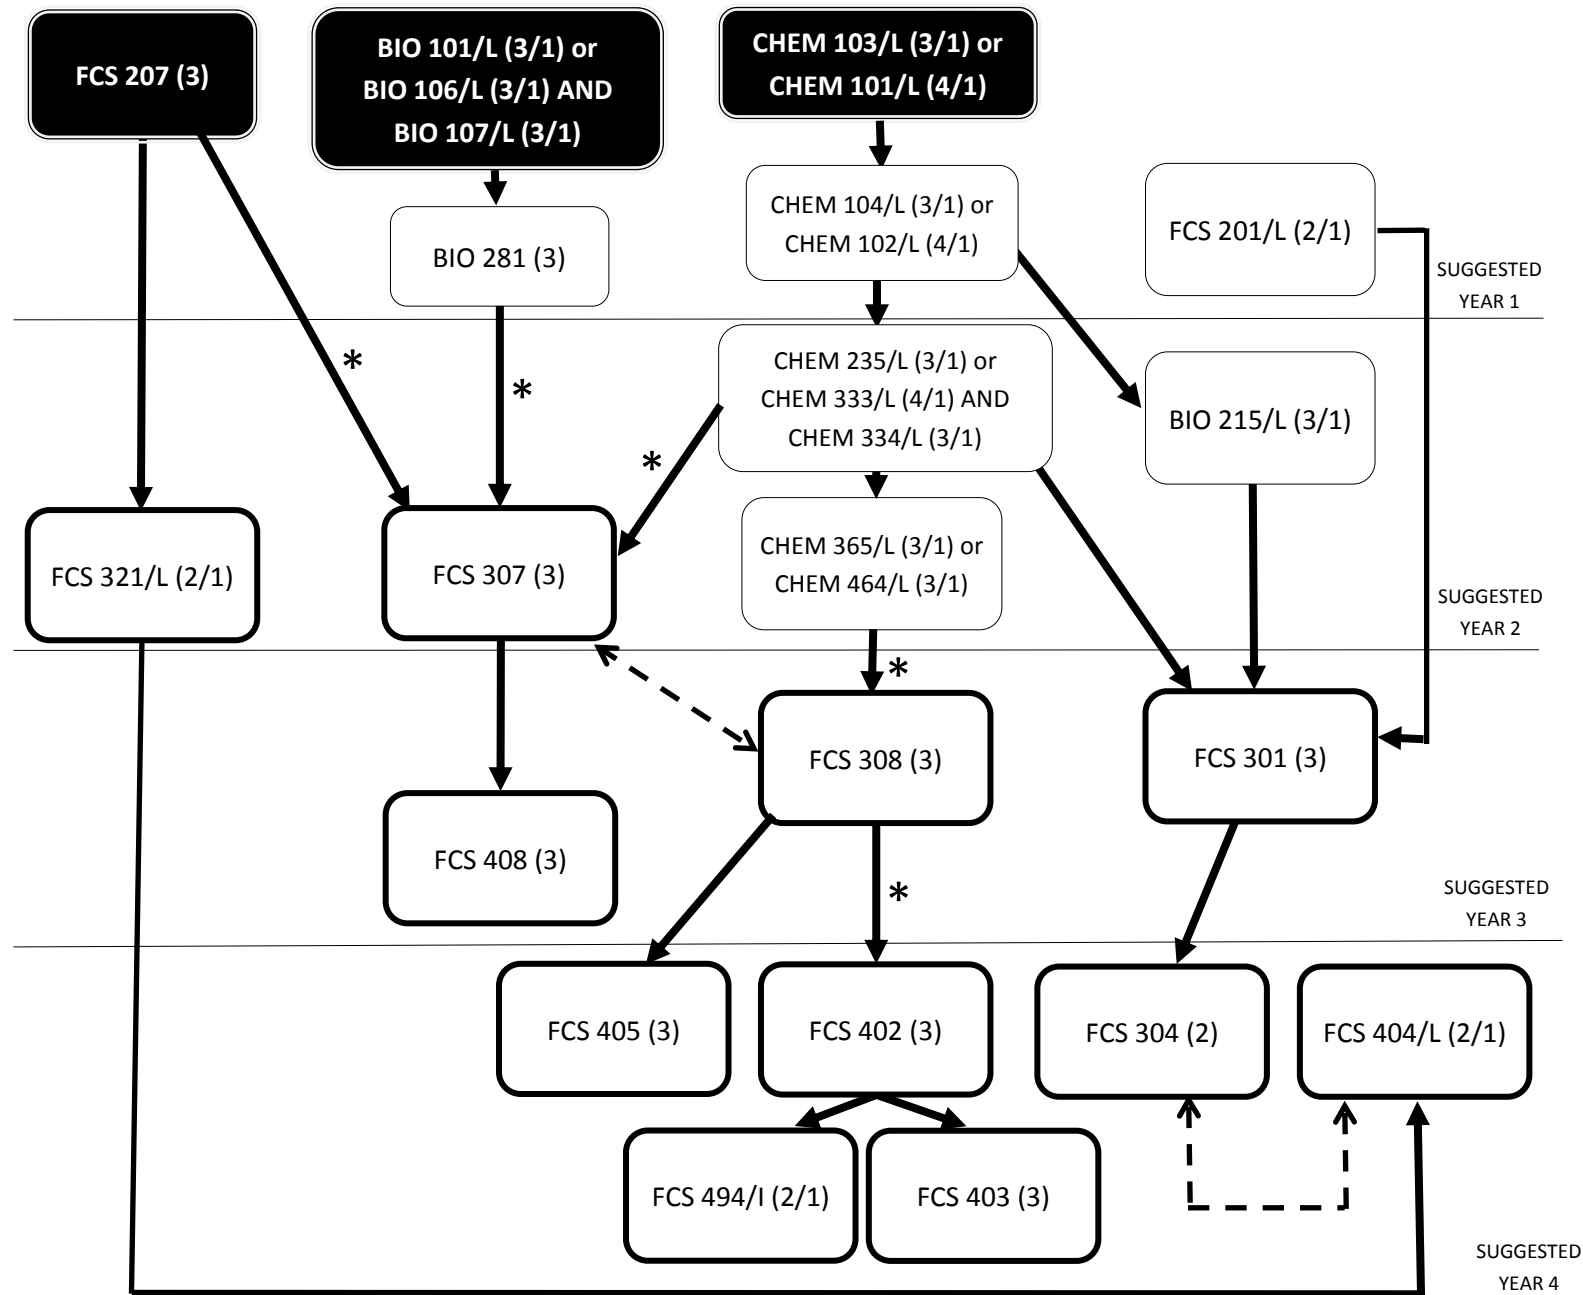 FCS 207 (3)
BIO 101/L (3/1) or
BIO 106/L (3/1) AND
BIO 107/L (3/1)
CHEM 103/L (3/1) or
CHEM 101/L (4/1)
BIO 281 (3)
CHEM 104/L (3/1) or
CHEM 102/L (4/1)
FCS 201/L (2/1)
SUGGESTED
YEAR 1
*
*
*
CHEM 235/L (3/1) or
CHEM 333/L (4/1) AND
CHEM 334/L (3/1)
BIO 215/L (3/1)
FCS 321/L (2/1)
FCS 307 (3)
CHEM 365/L (3/1) or
CHEM 464/L (3/1)
SUGGESTED
YEAR 2
*
FCS 308 (3)
FCS 301 (3)
FCS 408 (3)
*
SUGGESTED
YEAR 3
FCS 405 (3)
FCS 402 (3)
FCS 304 (2)
FCS 404/L (2/1)
FCS 494/I (2/1)
FCS 403 (3)
SUGGESTED
YEAR 4